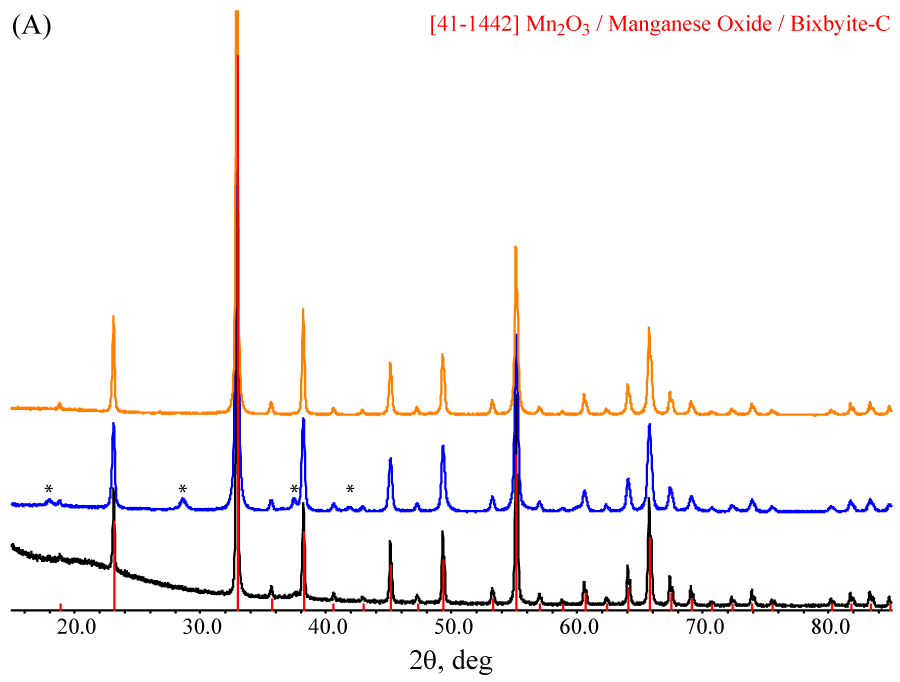 (A)
[41-1442] Mn₂O₃ / Manganese Oxide / Bixbyite-C
* * * *
20.0 30.0 40.0 50.0 60.0 70.0 80.0
2θ, deg